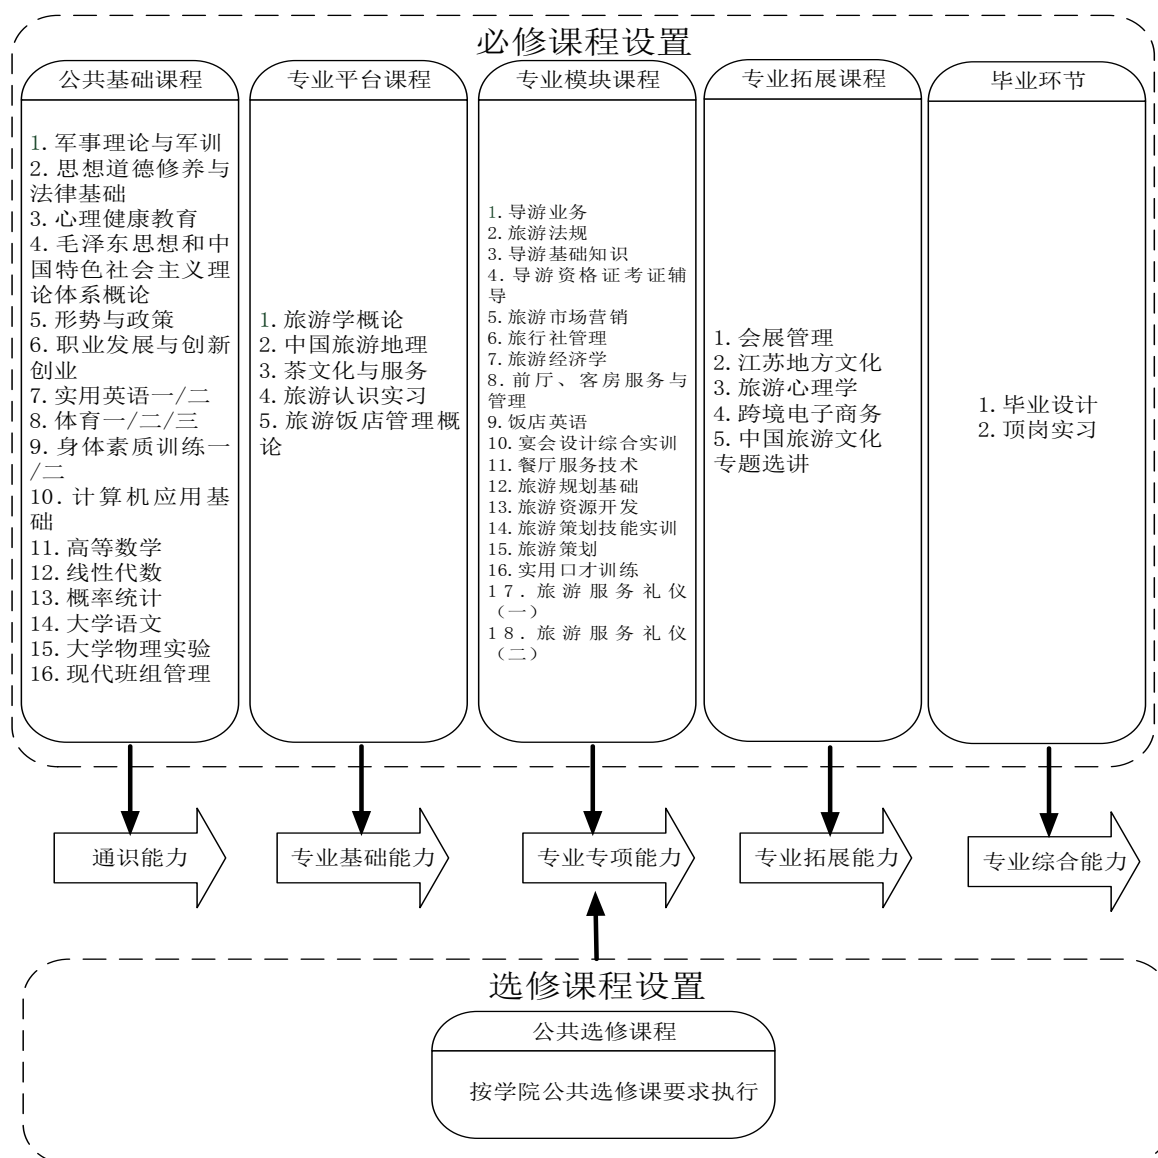 必修课程设置
公共基础课程
1.军事理论与军训
2.思想道德修养与
法律基础
3.心理健康教育
4.毛泽东思想和中
国特色社会主义理
论体系概论
5.形势与政策
6.职业发展与创新
创业
7.实用英语一/二
8.体育一/二/三
9.身体素质训练一
/二
10.计算机应用基
础
11.高等数学
12.线性代数
13.概率统计
14.大学语文
15.大学物理实验
16.现代班组管理
专业平台课程
1.旅游学概论
2.中国旅游地理
3.茶文化与服务
4.旅游认识实习
5.旅游饭店管理概
论
专业模块课程
1.导游业务
2.旅游法规
3.导游基础知识
4.导游资格证考证辅
导
5.旅游市场营销
6.旅行社管理
7.旅游经济学
8.前厅、客房服务与
管理
9.饭店英语
10.宴会设计综合实训
11.餐厅服务技术
12.旅游规划基础
13.旅游资源开发
14.旅游策划技能实训
15.旅游策划
16.实用口才训练
17.旅游服务礼仪
（一）
18.旅游服务礼仪
（二）
专业拓展课程
1.会展管理
2.江苏地方文化
3.旅游心理学
4.跨境电子商务
5.中国旅游文化
专题选讲
毕业环节
1.毕业设计
2.顶岗实习
通识能力
专业基础能力
专业专项能力
专业拓展能力
专业综合能力
选修课程设置
公共选修课程
按学院公共选修课要求执行